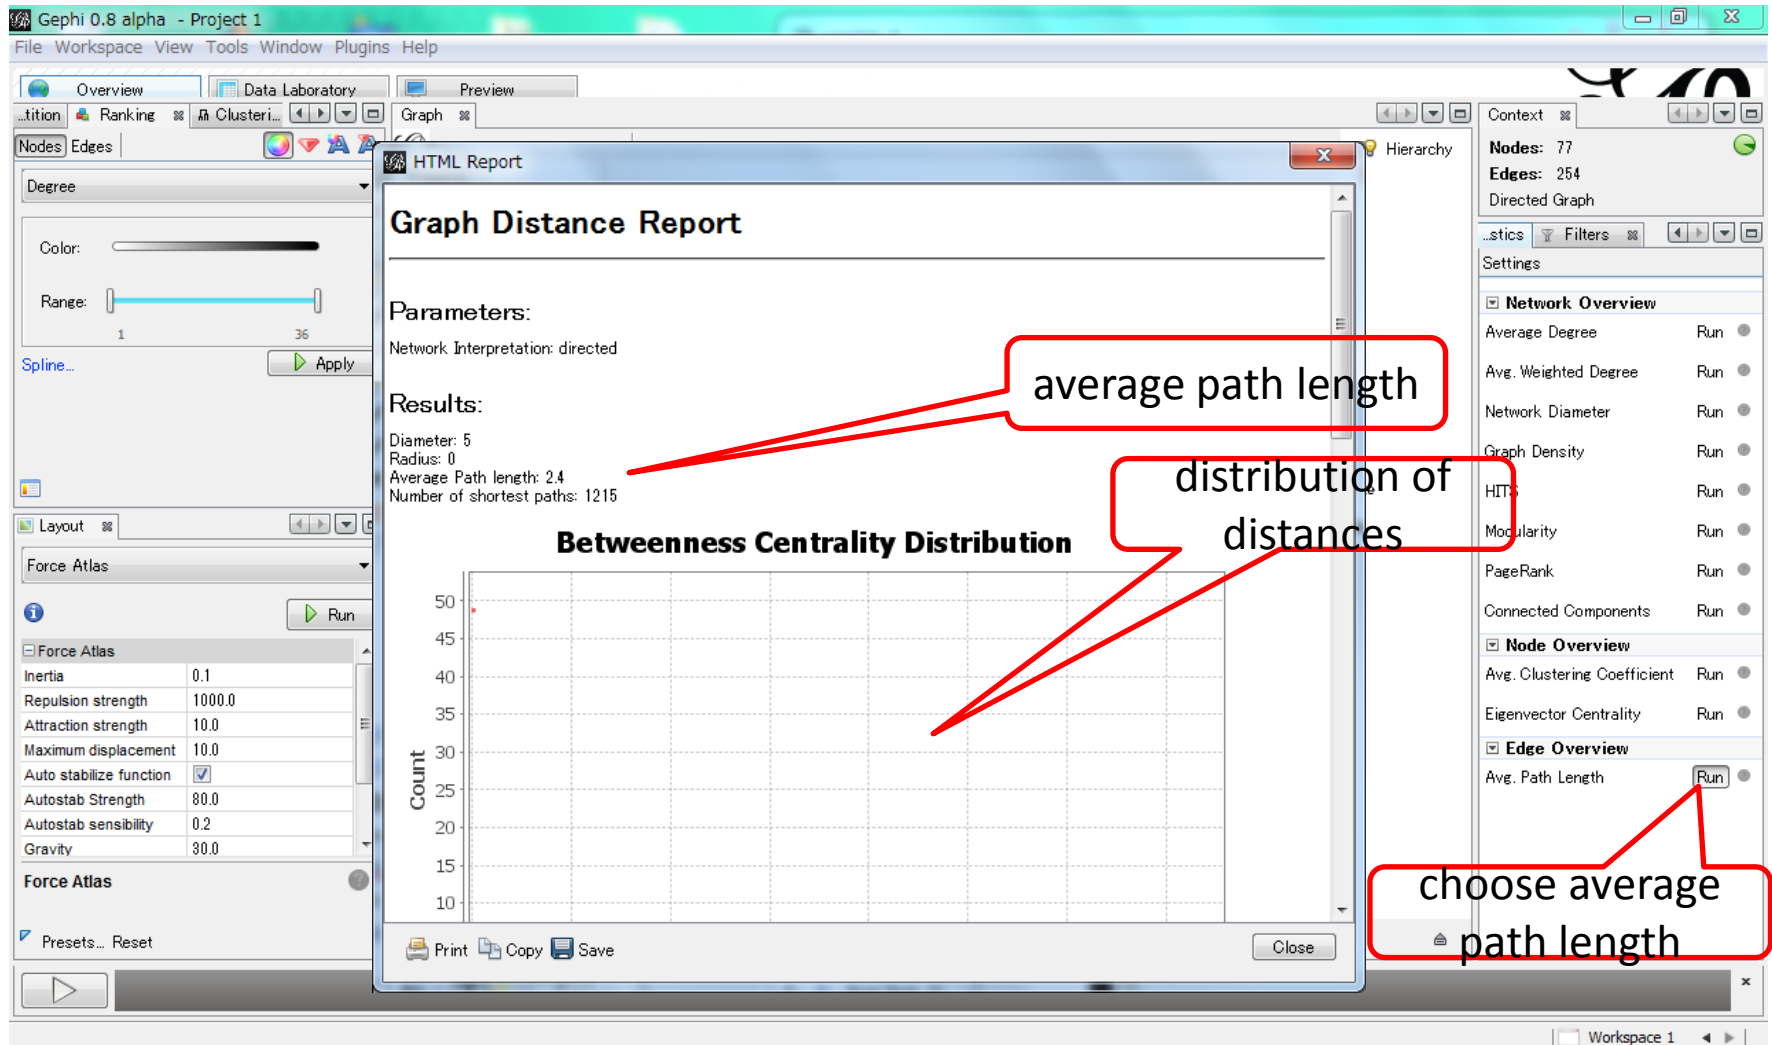 Gephi 0.8 alpha - Project 1
File Workspace View Tools Window Plugins Help
Overview Data Laboratory Preview
...tition Ranking Clusteri...
Nodes Edges
Degree
Color:
Range:
1 36
Spline...
Apply
Layout
Force Atlas
Run
Force Atlas
Inertia 0.1
Repulsion strength 1000.0
Attraction strength 10.0
Maximum displacement 10.0
Auto stabilize function
Autostab Strength 80.0
Autostab sensibility 0.2
Gravity 30.0
Force Atlas
Presets... Reset
Graph
Hierarchy
HTML Report
Graph Distance Report
Parameters:
Network Interpretation: directed
Results:
Diameter: 5
Radius: 0
Average Path length: 2.4
Number of shortest paths: 1215
Betweenness Centrality Distribution
Count
50
45
40
35
30
25
20
15
10
Print Copy Save
Close
average path length
distribution of
distances
choose average
path length
Context
Nodes: 77
Edges: 254
Directed Graph
...stics Filters
Settings
Network Overview
Average Degree Run
Avg. Weighted Degree Run
Network Diameter Run
Graph Density Run
HITS Run
Modularity Run
PageRank Run
Connected Components Run
Node Overview
Avg. Clustering Coefficient Run
Eigenvector Centrality Run
Edge Overview
Avg. Path Length Run
Workspace 1